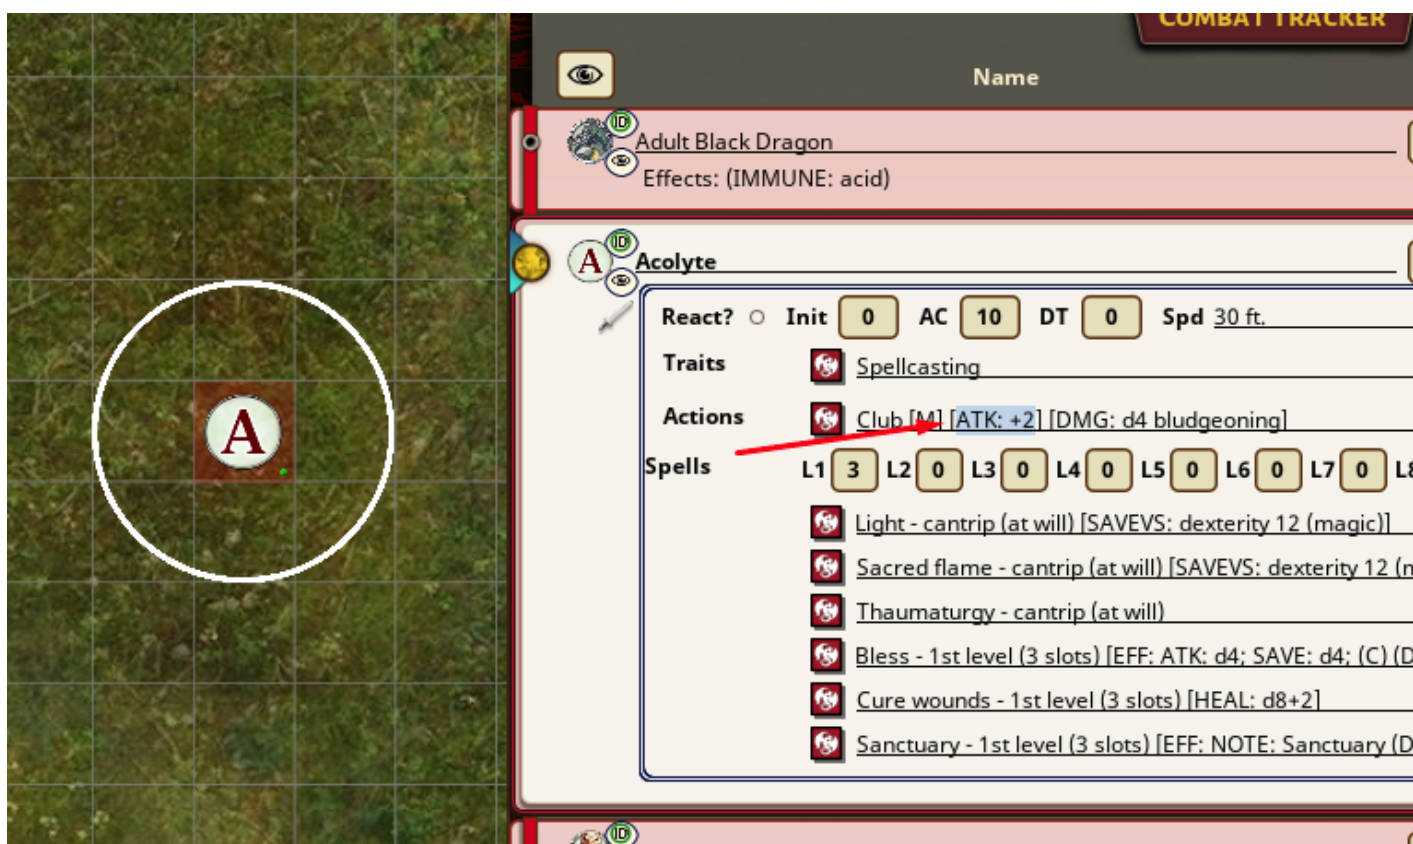 COMBAT TRACKER
Name
ID
Adult Black Dragon
Effects: (IMMUNE: acid)
A
ID
Acolyte
React? Init 0 AC 10 DT 0 Spd 30 ft.
Traits Spellcasting
A
Actions Club [M] [ATK: +2] [DMG: d4 bludgeoning]
Spells L1 3 L2 0 L3 0 L4 0 L5 0 L6 0 L7 0 L8
Light - cantrip (at will) [SAVEVS: dexterity 12 (magic)]
Sacred flame - cantrip (at will) [SAVEVS: dexterity 12 (m
Thaumaturgy - cantrip (at will)
Bless - 1st level (3 slots) [EFF: ATK: d4; SAVE: d4; (C) (D
Cure wounds - 1st level (3 slots) [HEAL: d8+2]
Sanctuary - 1st level (3 slots) [EFF: NOTE: Sanctuary (D
ID